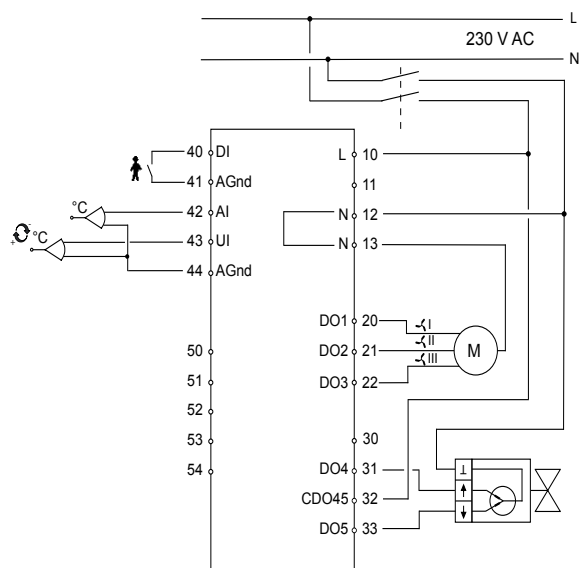 L
230 V AC
N
40 DI L 10
41 AGnd 11
°C 42 AI N 12
°C 43 UI N 13
+ -
44 AGnd
DO1 20 I
II
50 DO2 21 M
III
51 DO3 22
52
53 30
54 DO4 31 ⊥
CDO45 32 ↑
DO5 33 ↓